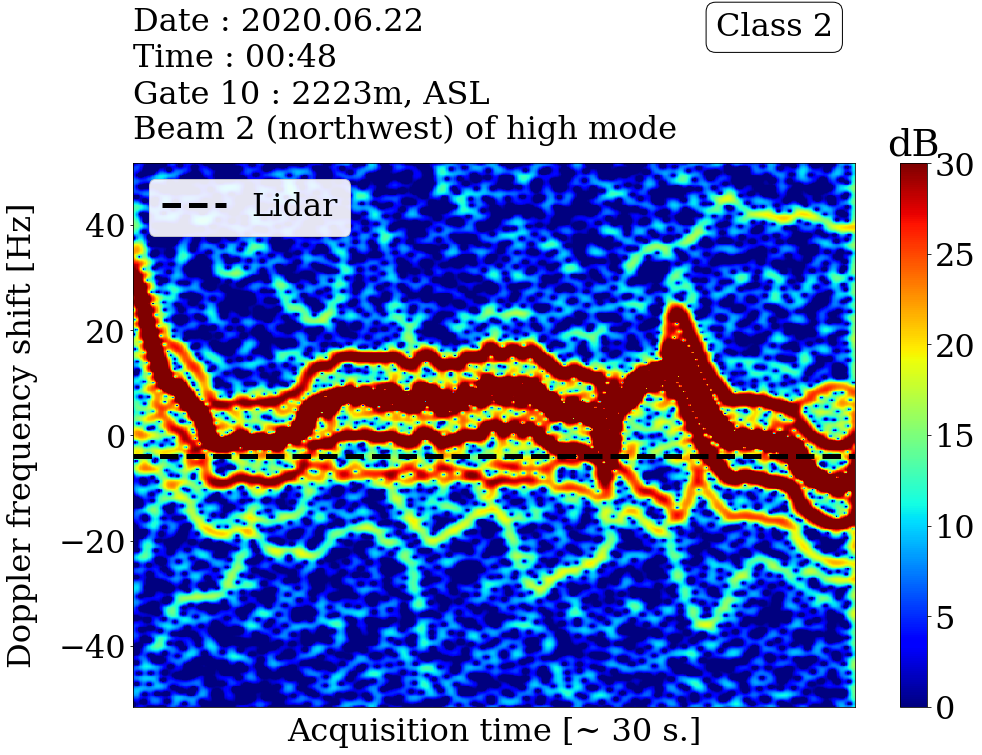 Date : 2020.06.22
Time : 00:48
Gate 10 : 2223m, ASL
Beam 2 (northwest) of high mode
Class 2
dB
Lidar
Doppler frequency shift [Hz]
40
20
0
−20
−40
30
25
20
15
10
5
0
Acquisition time [~ 30 s.]